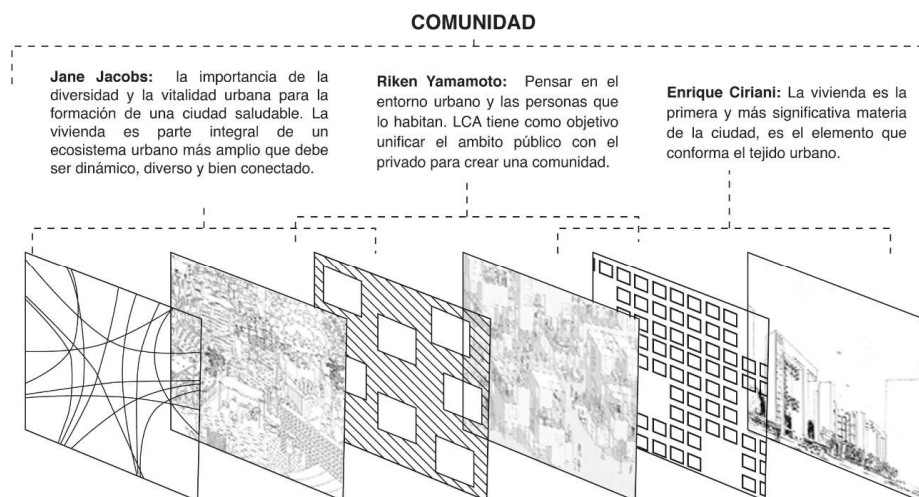 COMUNIDAD
Jane Jacobs: la importancia de la
diversidad y la vitalidad urbana para la
formación de una ciudad saludable. La
vivienda es parte integral de un
ecosistema urbano más amplio que debe
ser dinámico, diverso y bien conectado.
Riken Yamamoto: Pensar en el
entorno urbano y las personas que
lo habitan. LCA tiene como objetivo
unificar el ambito público con el
privado para crear una comunidad.
Enrique Ciriani: La vivienda es la
primera y más significativa materia
de la ciudad, es el elemento que
conforma el tejido urbano.